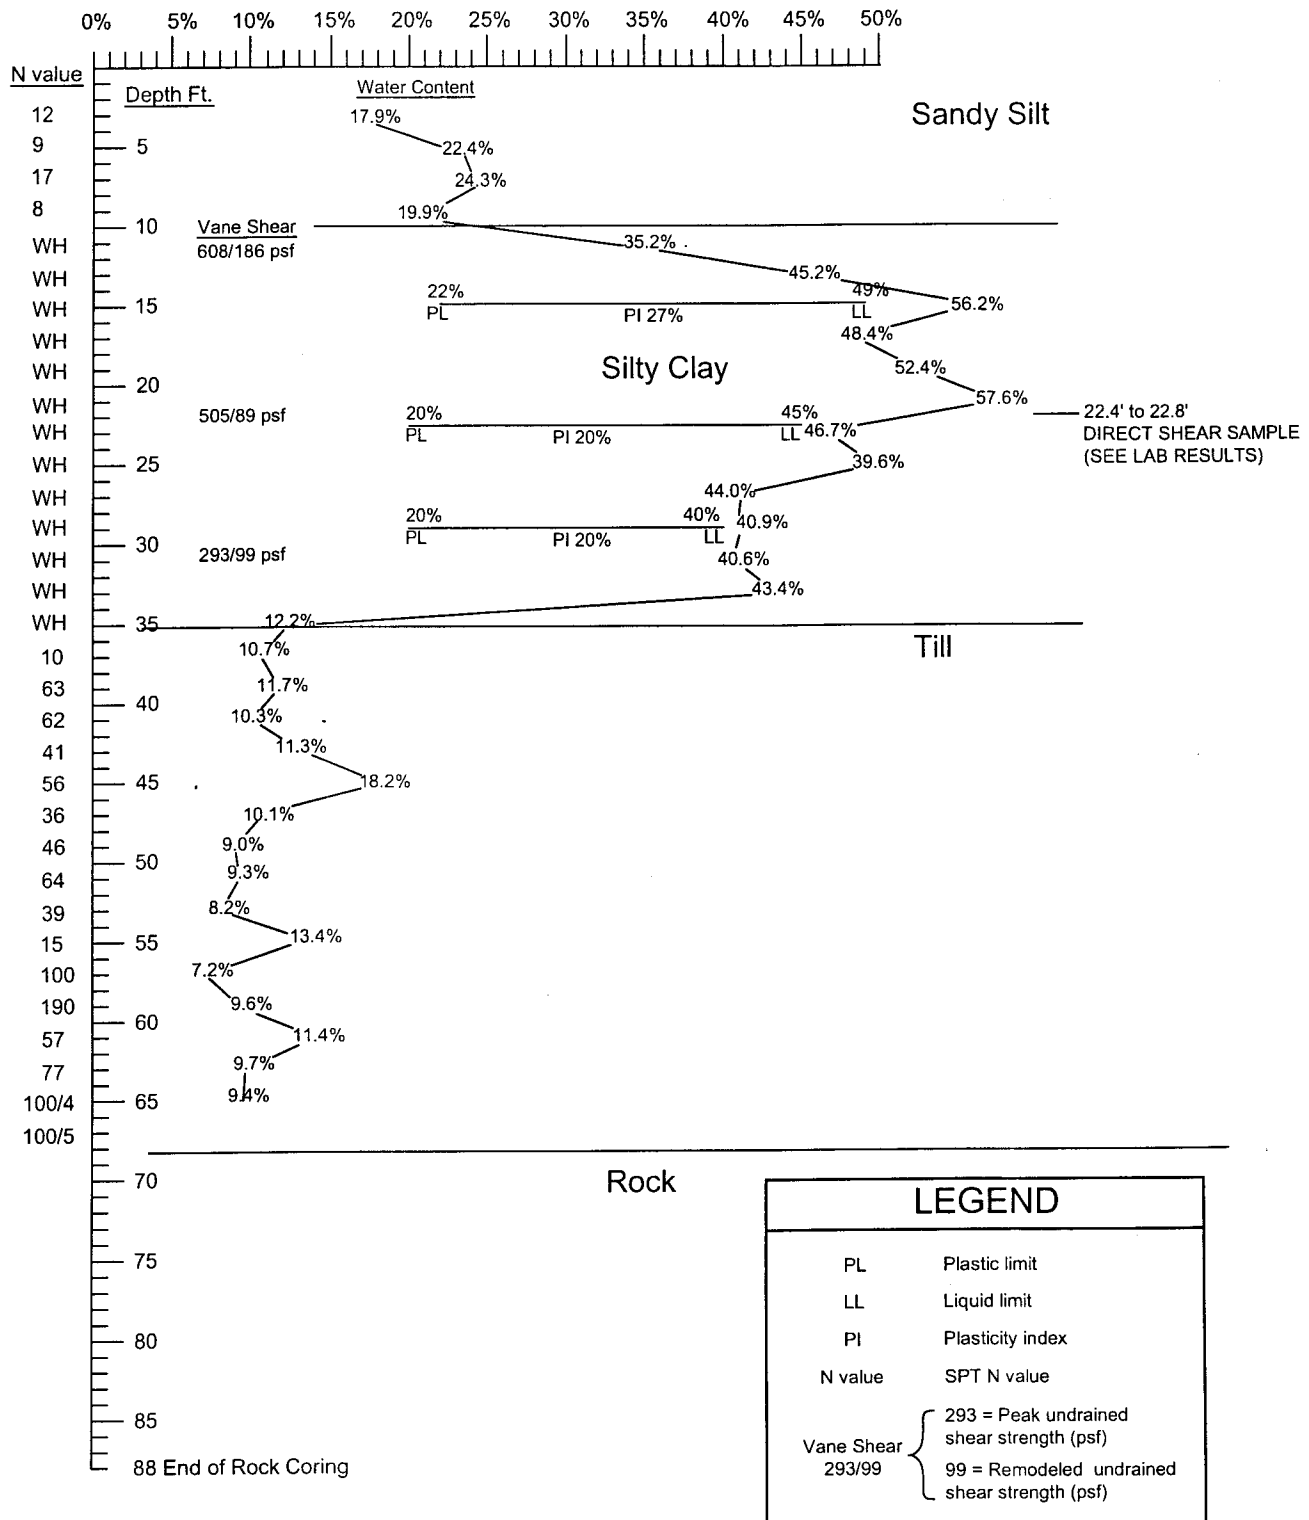 0% 5% 10% 15% 20% 25% 30% 35% 40% 45% 50%
N value
Depth Ft.
Water Content
Sandy Silt
12
17.9%
9
5
22.4%
17
24.3%
8
19.9%
10
Vane Shear
608/186 psf
WH
35.2%
WH
45.2%
22%
49%
WH
15
56.2%
PL
PI 27%
LL
WH
48.4%
WH
Silty Clay
52.4%
20
57.6%
WH
505/89 psf
20%
45%
22.4' to 22.8'
WH
PL
PI 20%
LL
46.7%
DIRECT SHEAR SAMPLE
(SEE LAB RESULTS)
WH
25
39.6%
WH
44.0%
20%
40%
WH
40.9%
PL
PI 20%
LL
30
293/99 psf
WH
40.6%
WH
43.4%
WH
35
12.2%
Till
10
10.7%
63
11.7%
40
62
10.3%
41
11.3%
56
45
18.2%
36
10.1%
46
9.0%
50
64
9.3%
39
8.2%
15
55
13.4%
100
7.2%
190
9.6%
60
57
11.4%
77
9.7%
100/4
65
9.4%
100/5
70
Rock
75
80
85
88 End of Rock Coring
LEGEND
PL Plastic limit
LL Liquid limit
PI Plasticity index
N value SPT N value
Vane Shear
293/99
293 = Peak undrained
shear strength (psf)
99 = Remodeled undrained
shear strength (psf)